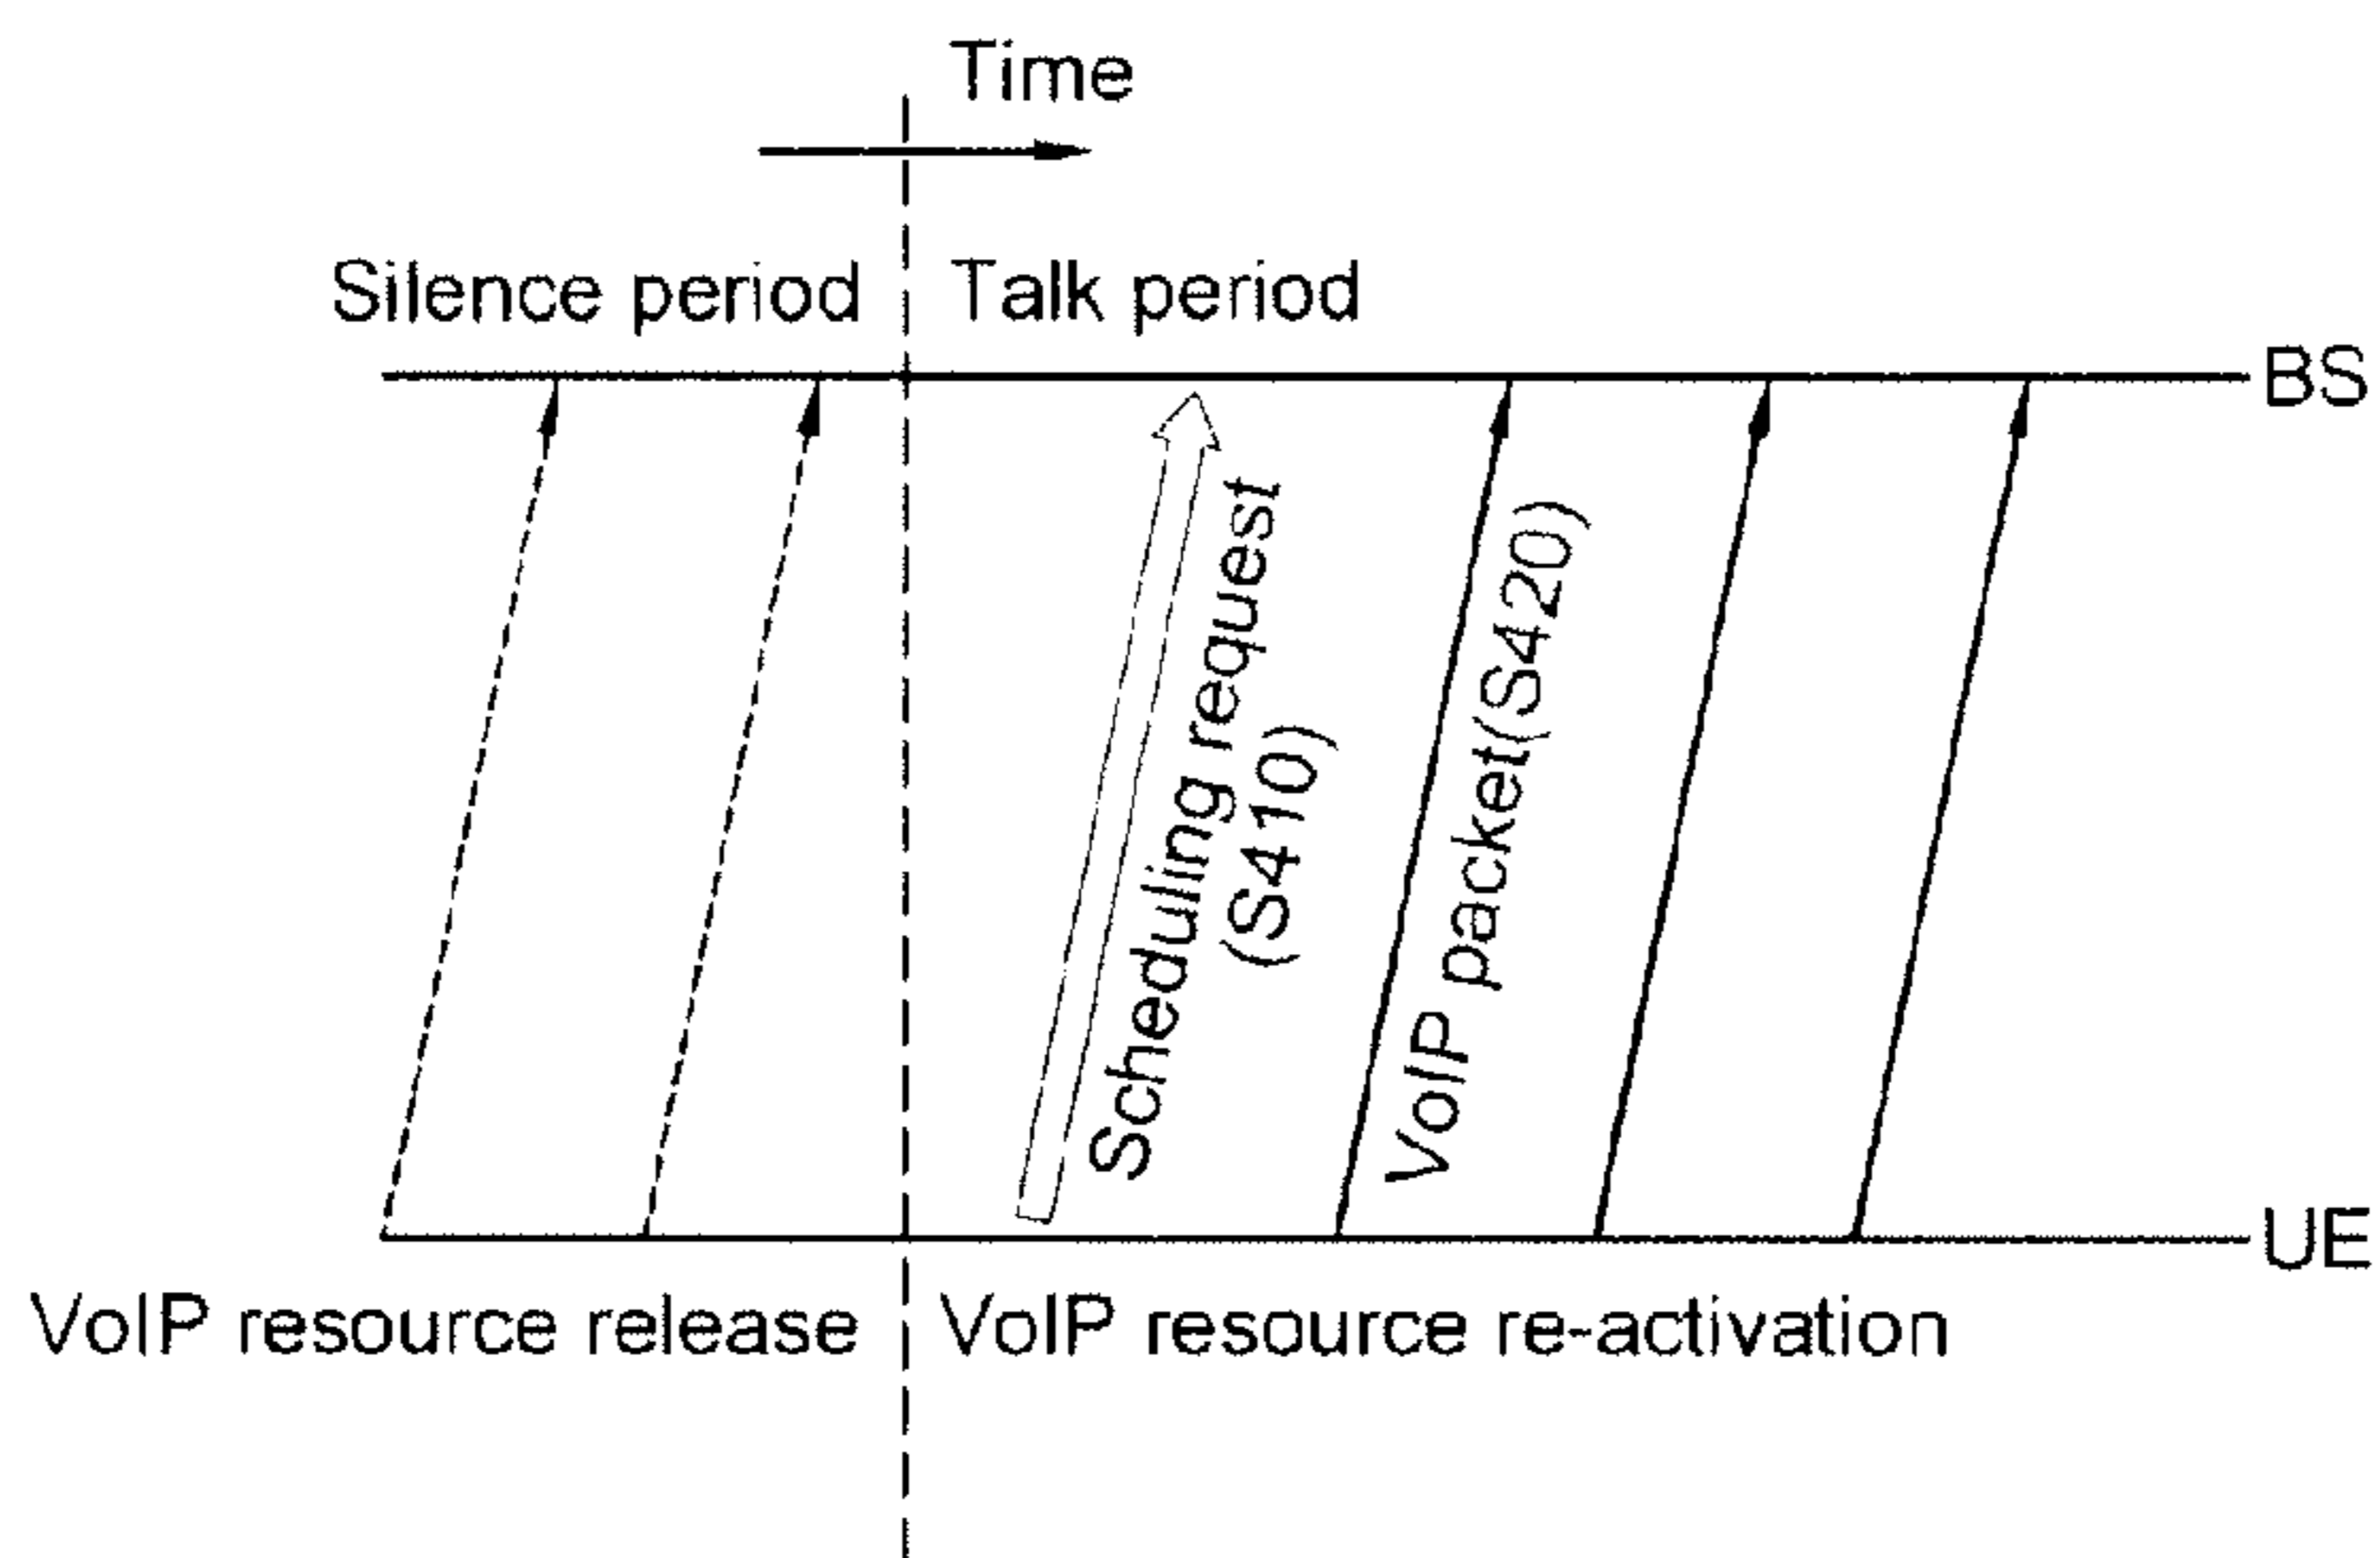 Time
Silence period
Talk period
BS
Scheduling request
(S410)
VoIP packet(S420)
UE
VoIP resource release
VoIP resource re-activation